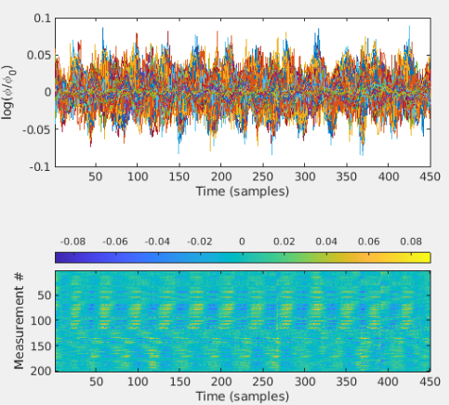 0.1
0.05
0
-0.05
-0.1
log(ϕ/ϕ0)
50 100 150 200 250 300 350 400 450
Time (samples)
-0.08 -0.06 -0.04 -0.02 0 0.02 0.04 0.06 0.08
Measurement #
50
100
150
200
50 100 150 200 250 300 350 400 450
Time (samples)